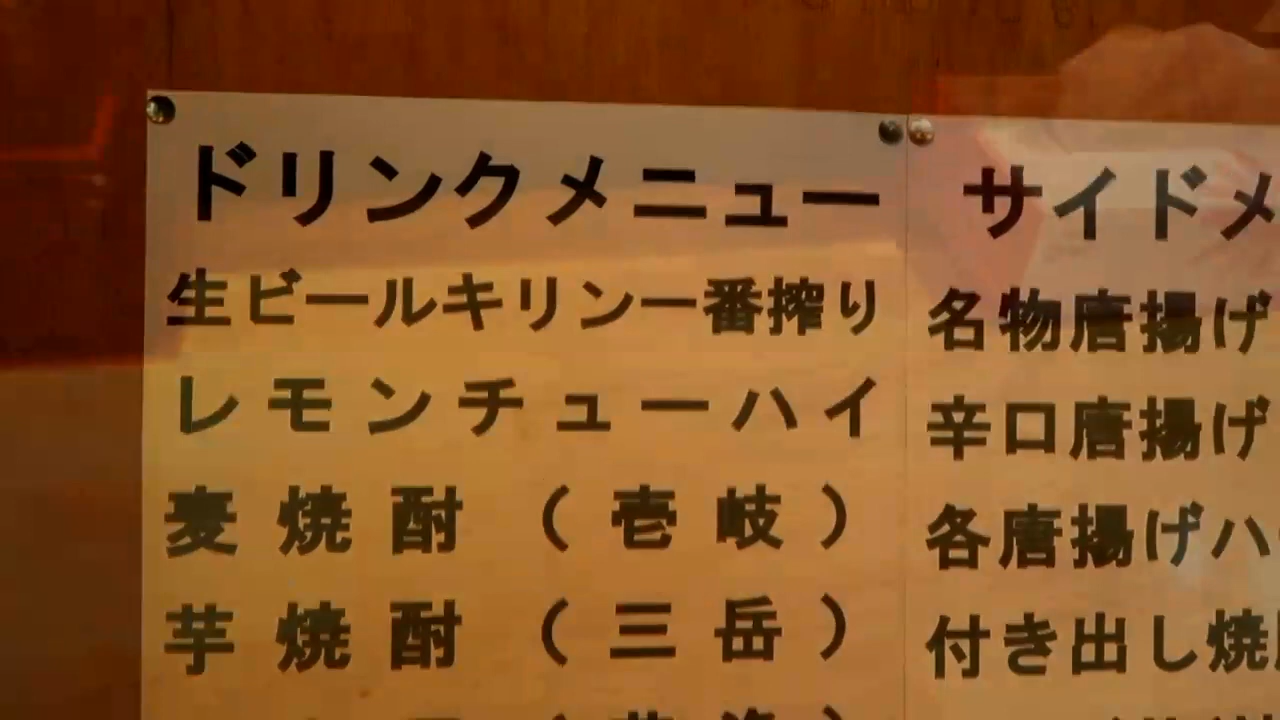 ドリンクメニュー
生ビールキリン一番搾り
レモンチューハイ
麦焼酎（壱岐）
芋焼酎（三岳）
サイドメ
名物唐揚げ
辛口唐揚げ
各唐揚げハ
付き出し焼